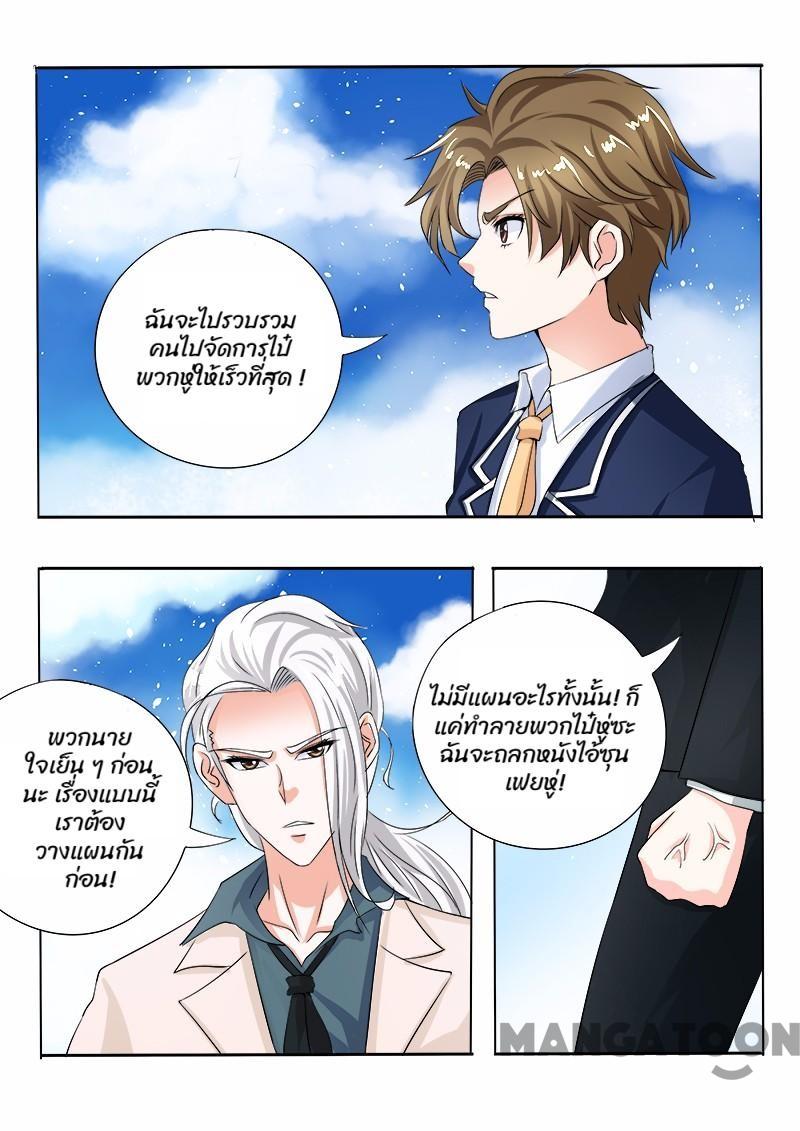 ฉันจะไปรวบรวม
คนไปจัดการไป๋
พวกหู่ให้เร็วที่สุด !
พวกนาย
ใจเย็น ๆ ก่อน
นะ เรื่องแบบนี้
เราต้อง
วางแผนกัน
ก่อน!
ไม่มีแผนอะไรทั้งนั้น! ก็
แค่ทำลายพวกไป๋หู่ซะ
ฉันจะถลกหนังไอ้ซุน
เฟยหู่!
MANGATOON